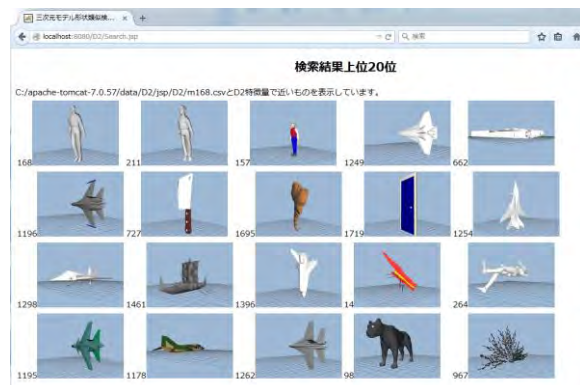 三次元モデル形状類似検...
localhost:8080/D2/Search.jsp
検索
検索結果上位20位
C:/apache-tomcat-7.0.57/data/D2/jsp/D2/m168.csvとD2特徴量で近いものを表示しています。
168 211 157 1249 662
1196 727 1695 1719 1254
1298 1461 1396 14 264
1195 1178 1262 98 967